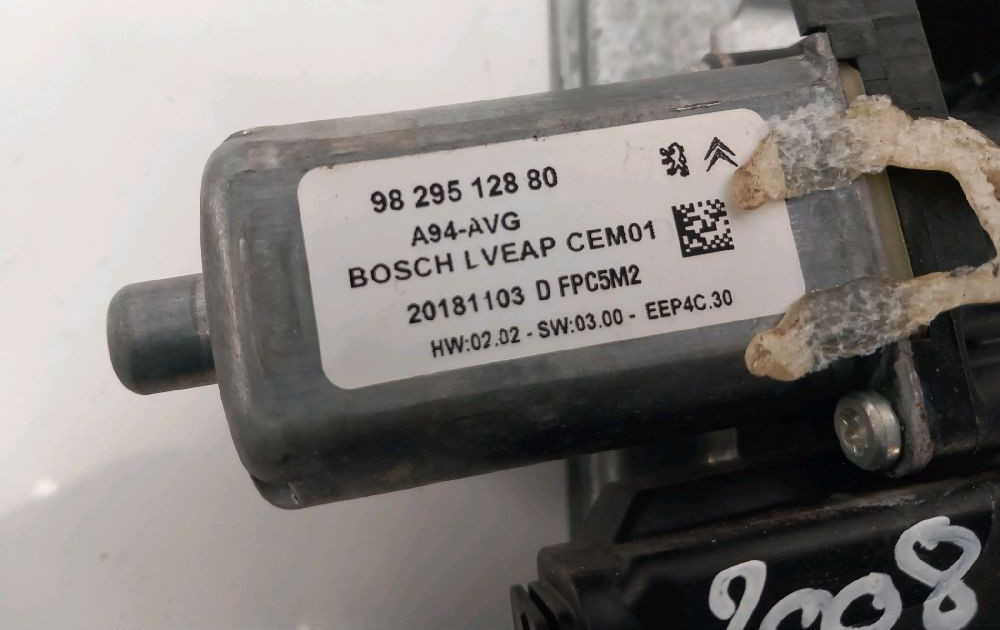 98 295 128 80
A94-AVG
BOSCH LVEAP CEM01
20181103 D FPC5M2
HW:02.02 - SW:03.00 - EEP4C.30
2008